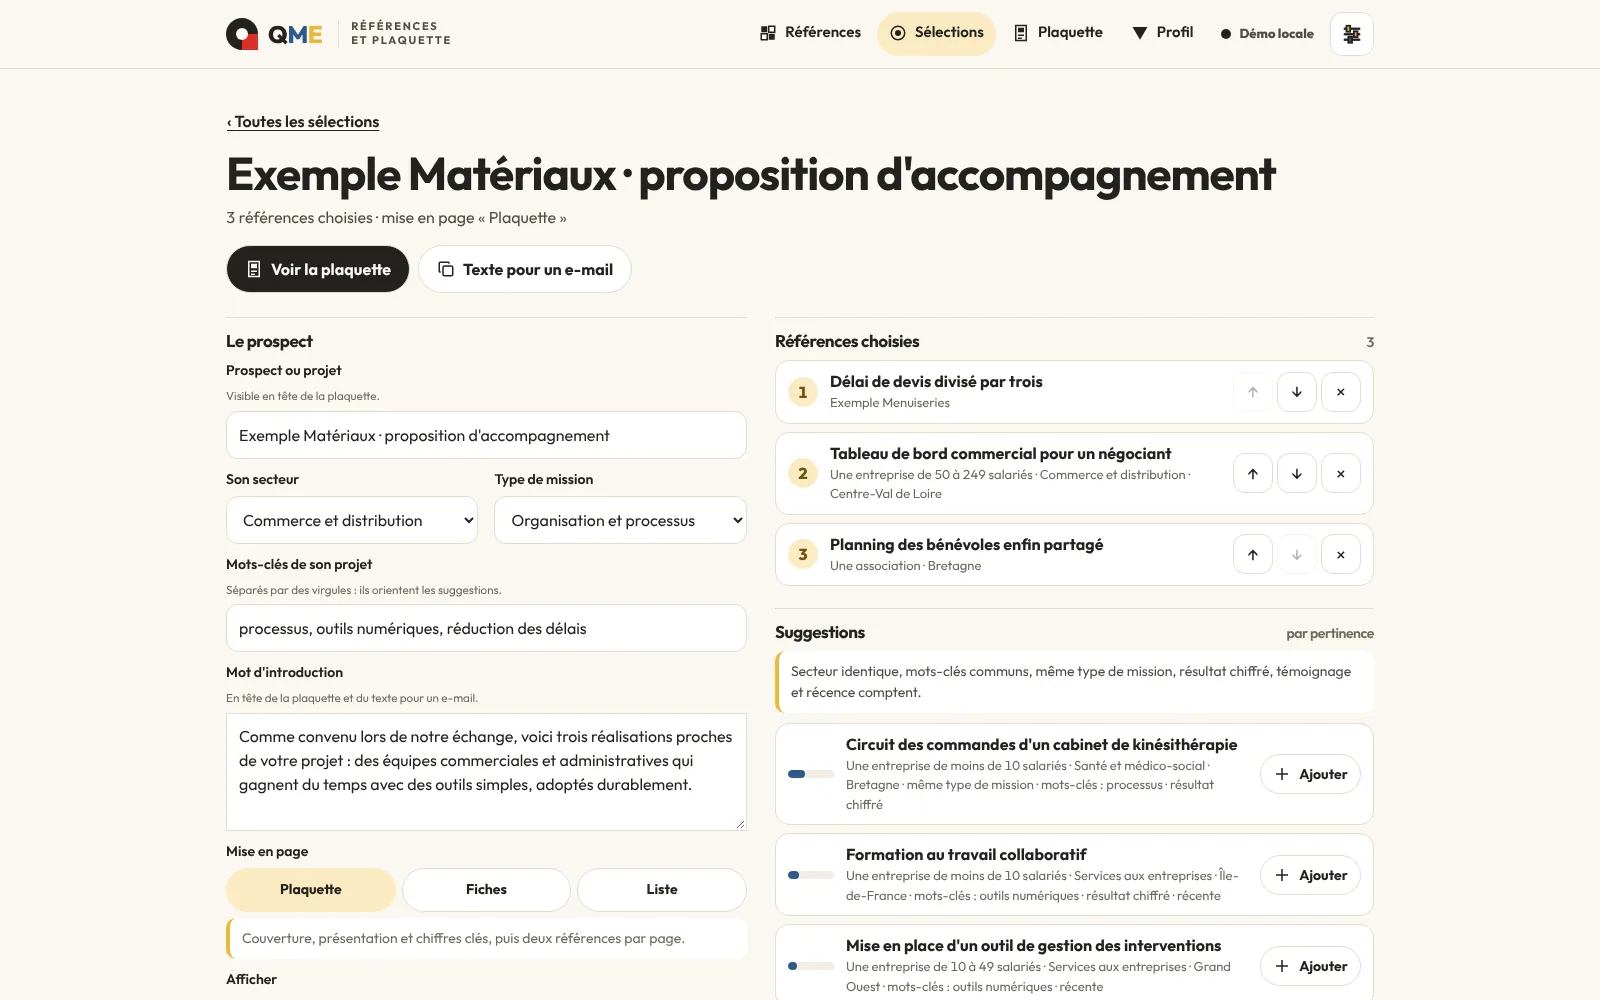 QME
RÉFÉRENCES
ET PLAQUETTE
Références
Sélections
Plaquette
Profil
Démo locale
‹ Toutes les sélections
Exemple Matériaux · proposition d'accompagnement
3 références choisies · mise en page « Plaquette »
Voir la plaquette
Texte pour un e-mail
Le prospect
Prospect ou projet
Visible en tête de la plaquette.
Exemple Matériaux · proposition d'accompagnement
Son secteur
Type de mission
Commerce et distribution
Organisation et processus
Mots-clés de son projet
Séparés par des virgules : ils orientent les suggestions.
processus, outils numériques, réduction des délais
Mot d'introduction
En tête de la plaquette et du texte pour un e-mail.
Comme convenu lors de notre échange, voici trois réalisations proches
de votre projet : des équipes commerciales et administratives qui
gagnent du temps avec des outils simples, adoptés durablement.
Mise en page
Plaquette
Fiches
Liste
Couverture, présentation et chiffres clés, puis deux références par page.
Afficher
Références choisies
3
1
Délai de devis divisé par trois
Exemple Menuiseries
↑ ↓ ×
2
Tableau de bord commercial pour un négociant
Une entreprise de 50 à 249 salariés · Commerce et distribution ·
Centre-Val de Loire
↑ ↓ ×
3
Planning des bénévoles enfin partagé
Une association · Bretagne
↑ ↓ ×
Suggestions
par pertinence
Secteur identique, mots-clés communs, même type de mission, résultat chiffré, témoignage
et récence comptent.
Circuit des commandes d'un cabinet de kinésithérapie
Une entreprise de moins de 10 salariés · Santé et médico-social ·
Bretagne · même type de mission · mots-clés : processus · résultat
chiffré
+ Ajouter
Formation au travail collaboratif
Une entreprise de moins de 10 salariés · Services aux entreprises · Île-
de-France · mots-clés : outils numériques · résultat chiffré · récente
+ Ajouter
Mise en place d'un outil de gestion des interventions
Une entreprise de 10 à 49 salariés · Services aux entreprises · Grand
Ouest · mots-clés : outils numériques · récente
+ Ajouter